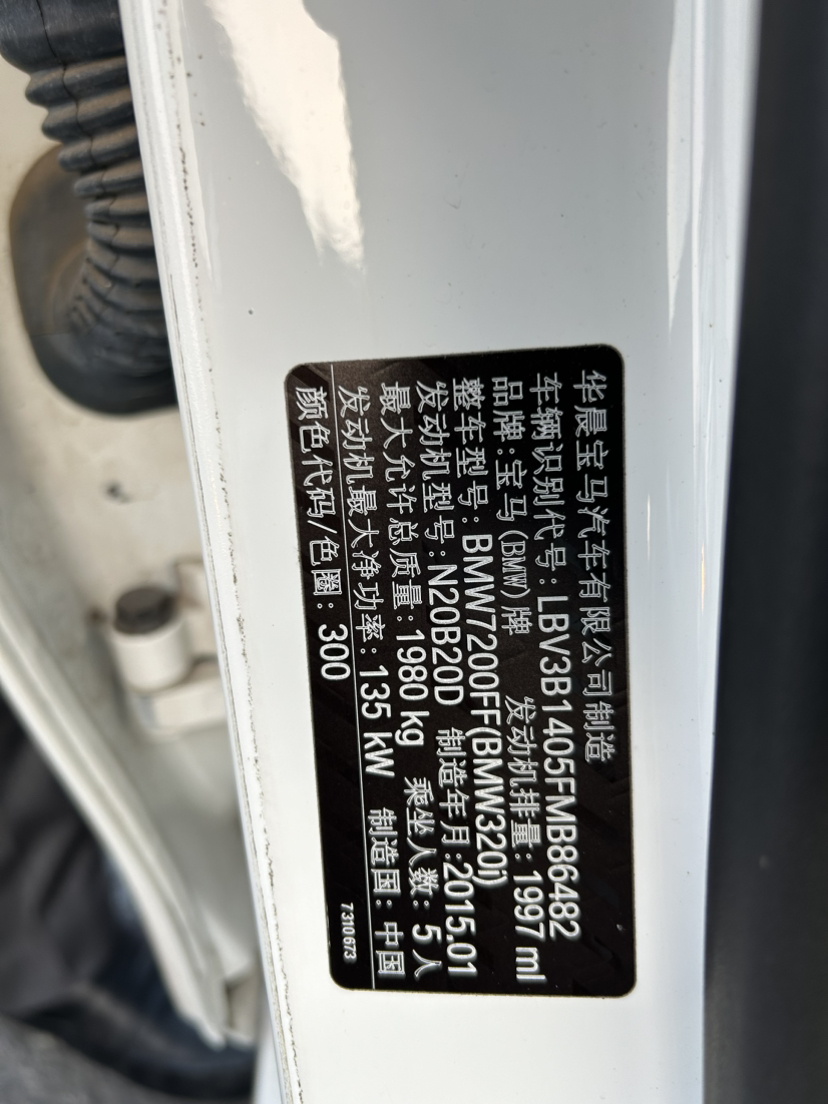 华晨宝马汽车有限公司制造
车辆识别代号：LBV3B1405FMB86482
品牌：宝马(BMW)牌 发动机排量：1997 ml
整车型号：BMW7200FF(BMW320i)
发动机型号：N20B20D 制造年月：2015.01
最大允许总质量：1980 kg 乘坐人数：5 人
发动机最大净功率：135 kW 制造国：中国
颜色代码/色圈：300
7310673